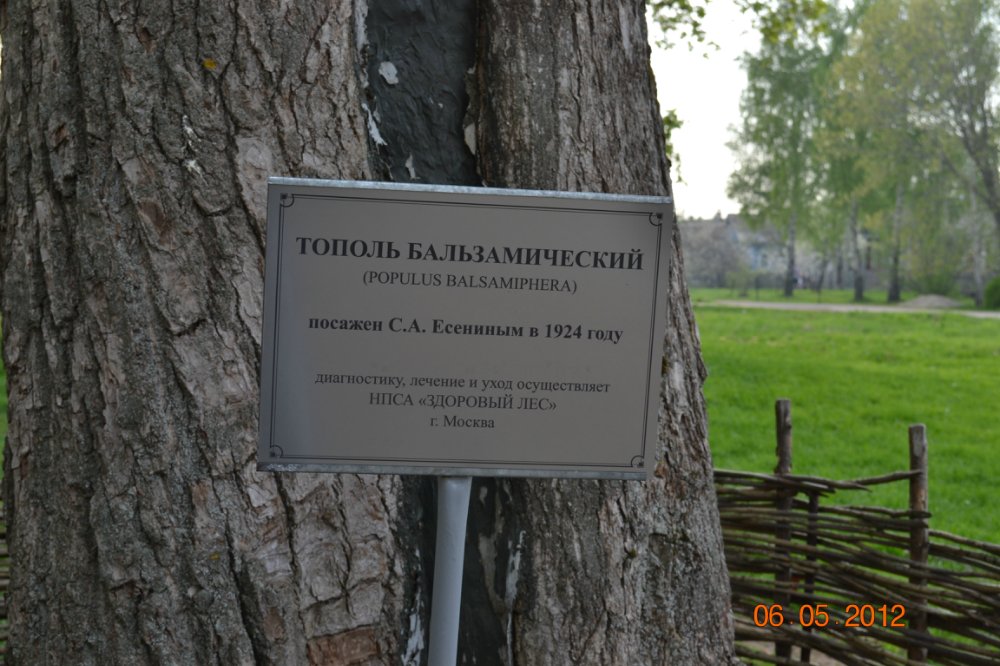 ТОПОЛЬ БАЛЬЗАМИЧЕСКИЙ
(POPULUS BALSAMIPHERA)
посажен С.А. Есениным в 1924 году
диагностику, лечение и уход осуществляет
НПСА «ЗДОРОВЫЙ ЛЕС»
г. Москва
06.05.2012